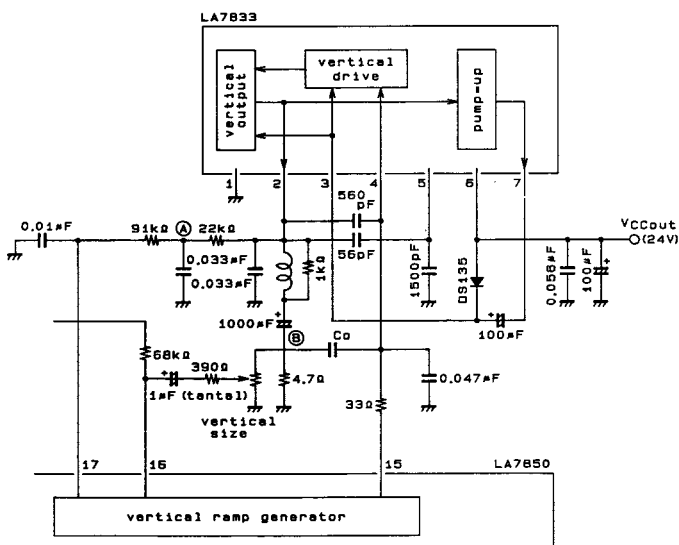 LA7833
vertical
output
vertical
drive
pump-up
1
2
3
4
5
6
7
560
pF
0.01μF
91kΩ
A
22kΩ
VCCout
(24V)
0.033μF
0.033μF
1kΩ
56pF
1500pF
DS135
0.056μF
100μF
+
1000μF
+
B
Co
+
100μF
68kΩ
390Ω
+
1μF (tantal)
4.7Ω
0.047μF
33Ω
vertical
size
17
16
15
LA7850
vertical ramp generator